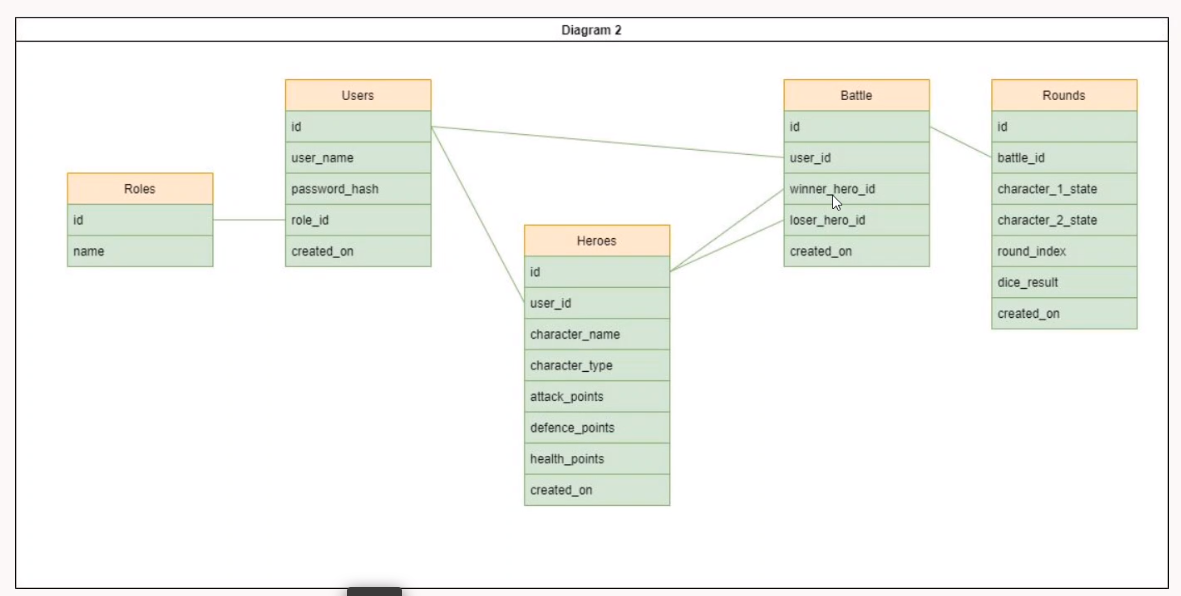 Diagram 2
Roles
id
name
Users
id
user_name
password_hash
role_id
created_on
Heroes
id
user_id
character_name
character_type
attack_points
defence_points
health_points
created_on
Battle
id
user_id
winner_hero_id
loser_hero_id
created_on
Rounds
id
battle_id
character_1_state
character_2_state
round_index
dice_result
created_on